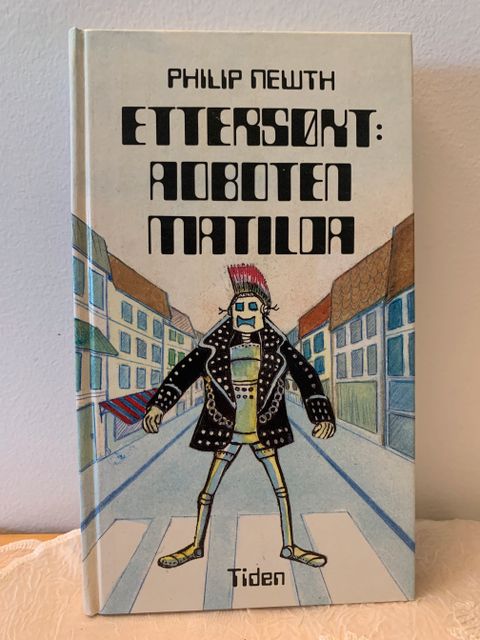 PHILIP NEWTH
ETTERSØKT:
ROBOTEN
MATILDA
Tiden